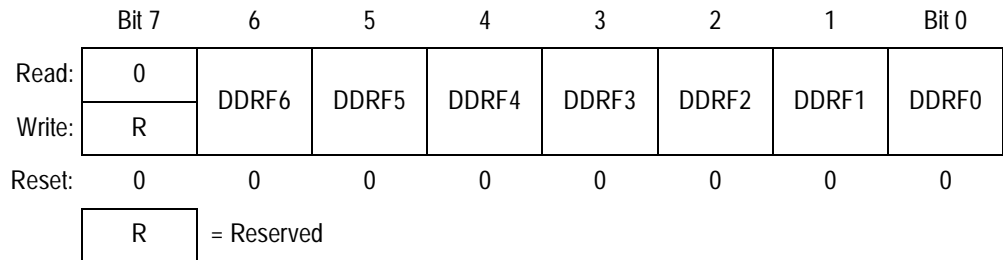 Bit 7 6 5 4 3 2 1 Bit 0
Read: 0 DDRF6 DDRF5 DDRF4 DDRF3 DDRF2 DDRF1 DDRF0
Write: R
Reset: 0 0 0 0 0 0 0 0
R = Reserved